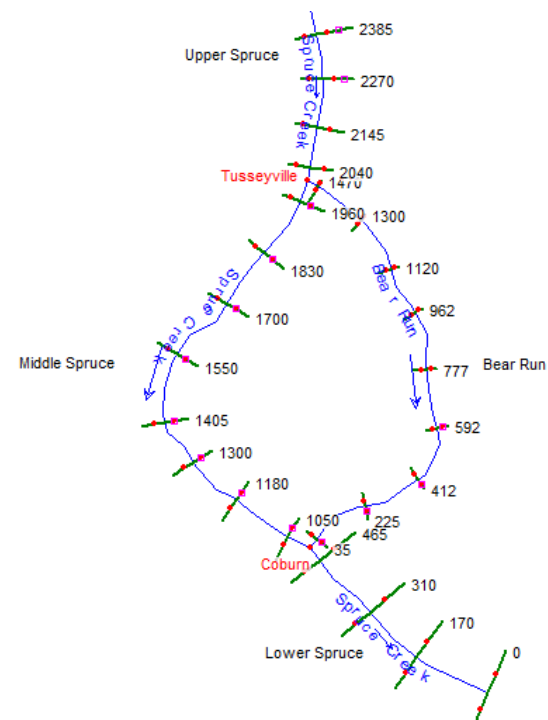 2385
Upper Spruce
Spruce Creek
2270
2145
2040
Tusseyville
1470
1960
1300
1830
1120
Bear Run
Spruce Creek
962
1700
Middle Spruce
1550
777
Bear Run
1405
592
1300
412
1180
225
1050
465
35
Coburn
310
Spruce Creek
170
Lower Spruce
0